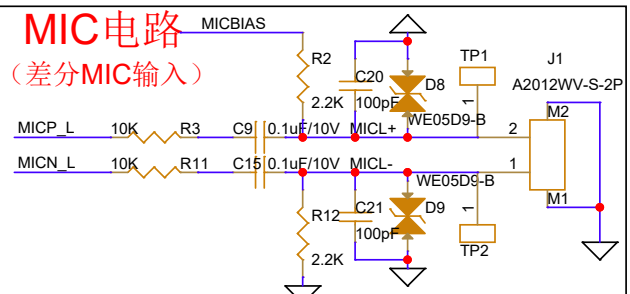 MIC电路
（差分MIC输入）
MICBIAS
R2
2.2K
C20
100pF
D8
WE05D9-B
TP1
1
J1
A2012WV-S-2P
M2
MICP_L
10K
R3
C9
0.1uF/10V
MICL+
2
MICN_L
10K
R11
C15
0.1uF/10V
MICL-
1
WE05D9-B
R12
2.2K
C21
100pF
D9
1
TP2
M1